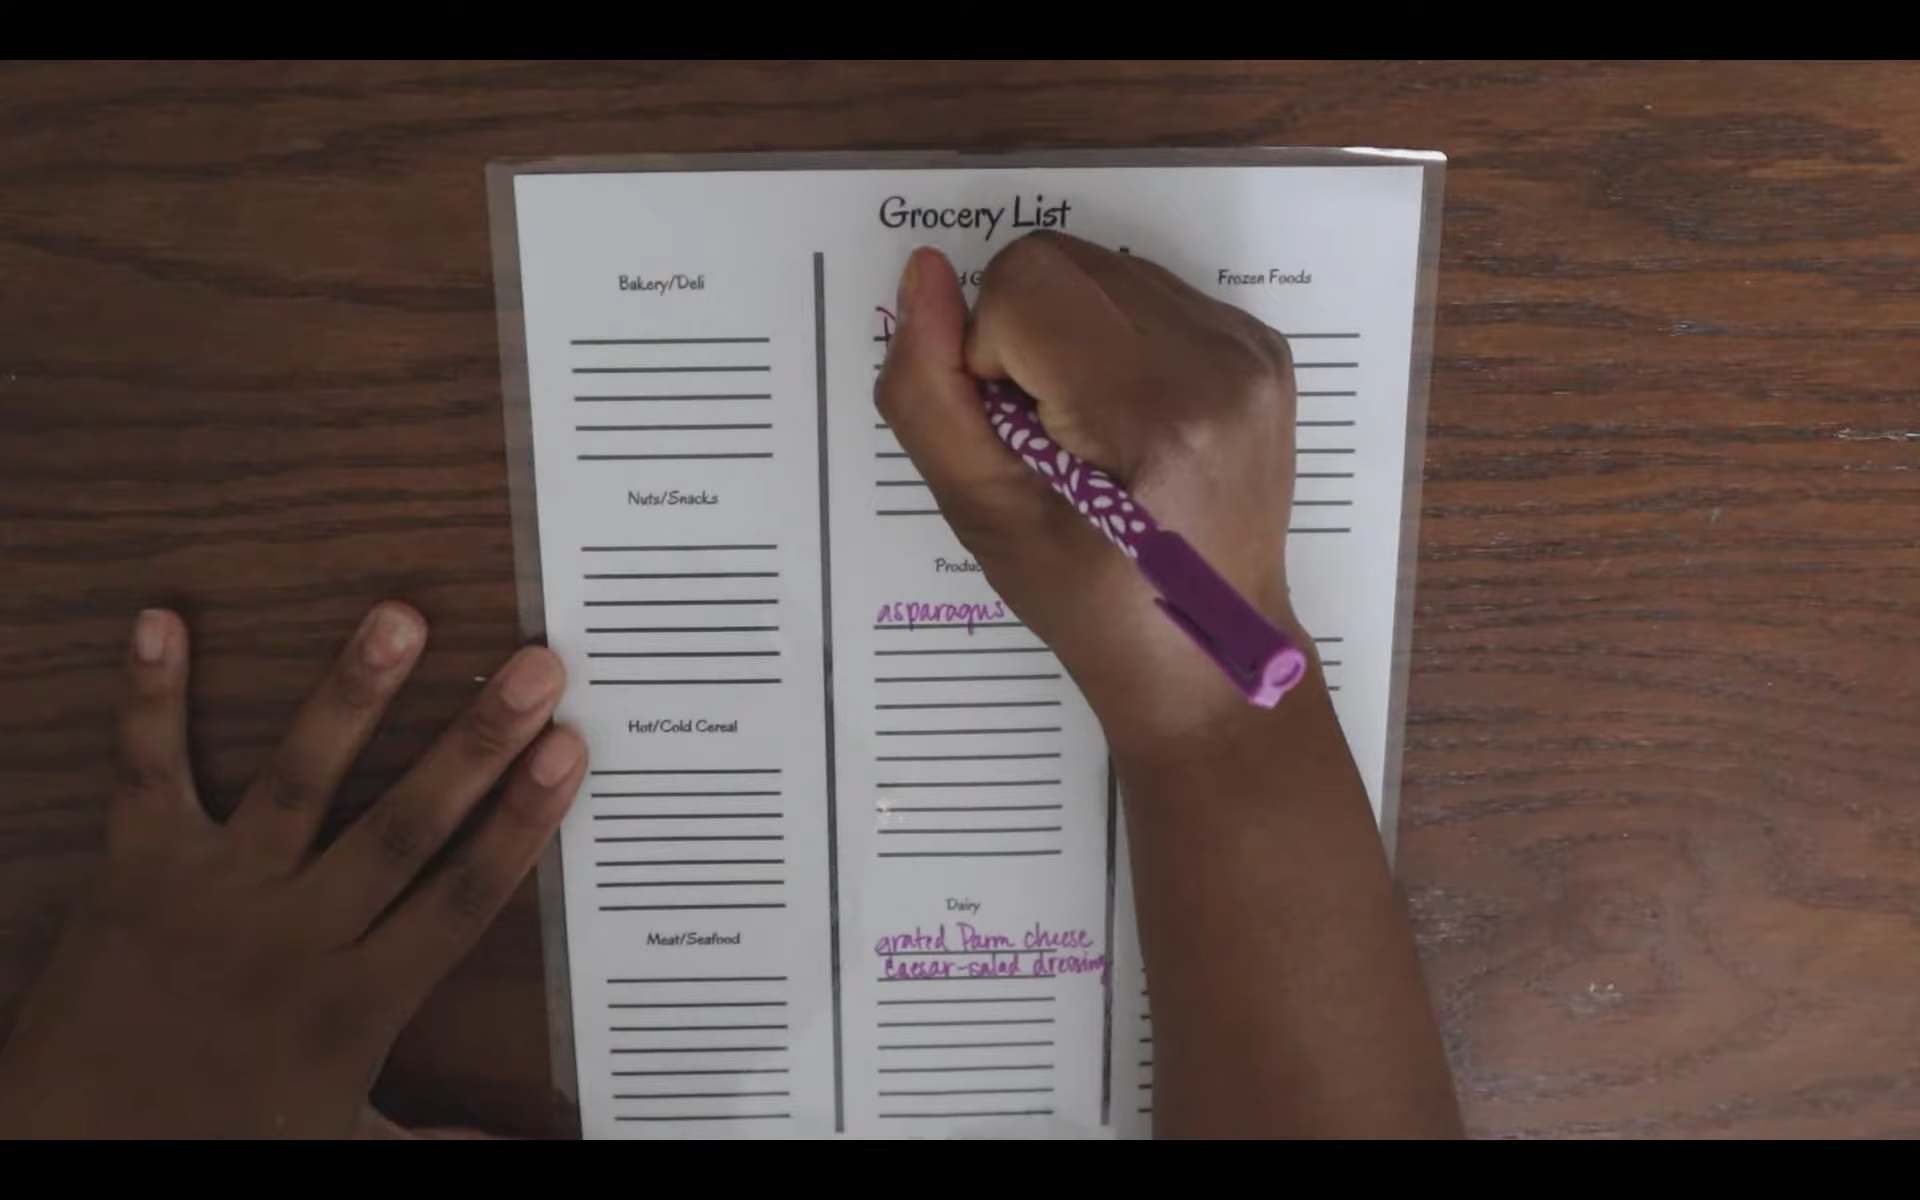 Grocery List
Bakery/Deli
Nuts/Snacks
Hot/Cold Cereal
Meat/Seafood
asparagus
Dairy
grated Parm cheese
caesar-salad dressing
Frozen Foods